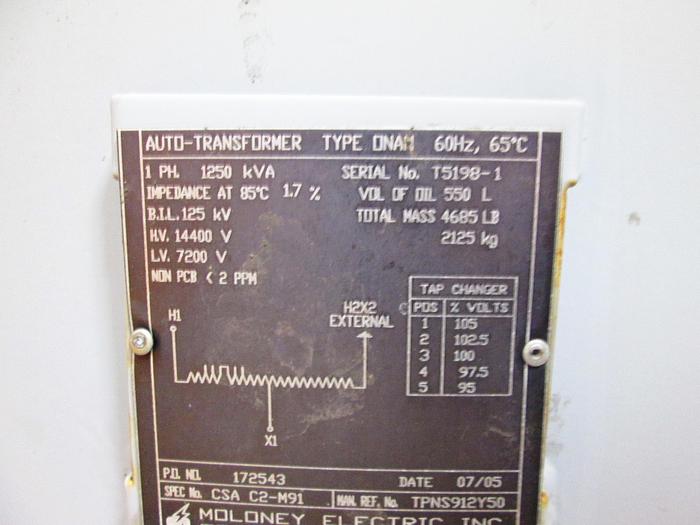 AUTO-TRANSFORMER TYPE ONAN 60Hz, 65°C
1 PH. 1250 kVA SERIAL No. T5198-1
IMPEDANCE AT 85°C 1.7 % VOL OF OIL 550 L
B.I.L. 125 kV TOTAL MASS 4685 LB
H.V. 14400 V 2125 kg
L.V. 7200 V
NON PCB < 2 PPM
TAP CHANGER
POS % VOLTS
1 105
2 102.5
3 100
4 97.5
5 95
H1
H2X2
EXTERNAL
X1
P.O. NO. 172543 DATE 07/05
SPEC No. CSA C2-M91 MAN. REF. No. TPNS912Y50
MOLONEY ELECTRIC INC